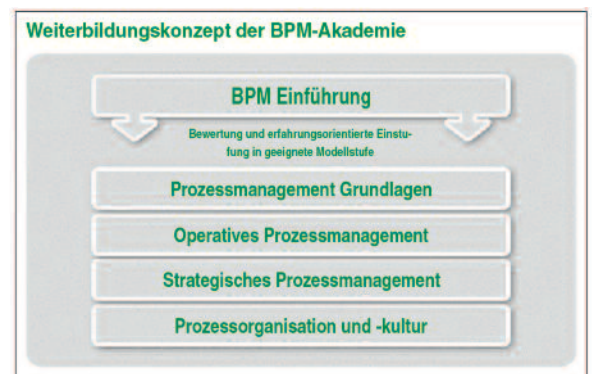 Weiterbildungskonzept der BPM-Akademie
BPM Einführung
Bewertung und erfahrungsorientierte Einstu-
fung in geeignete Modellstufe
Prozessmanagement Grundlagen
Operatives Prozessmanagement
Strategisches Prozessmanagement
Prozessorganisation und -kultur